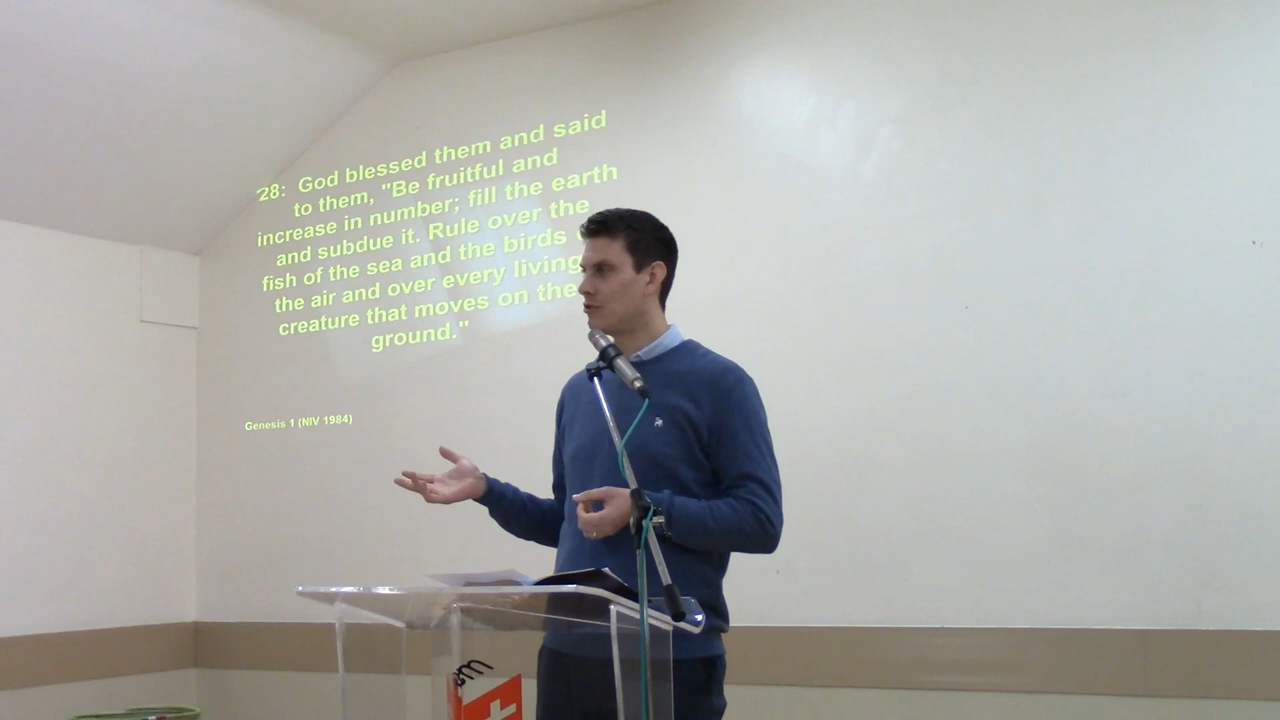 28: God blessed them and said
to them, "Be fruitful and
increase in number; fill the earth
and subdue it. Rule over the
fish of the sea and the birds
the air and over every living
creature that moves on the
ground."
Genesis 1 (NIV 1984)